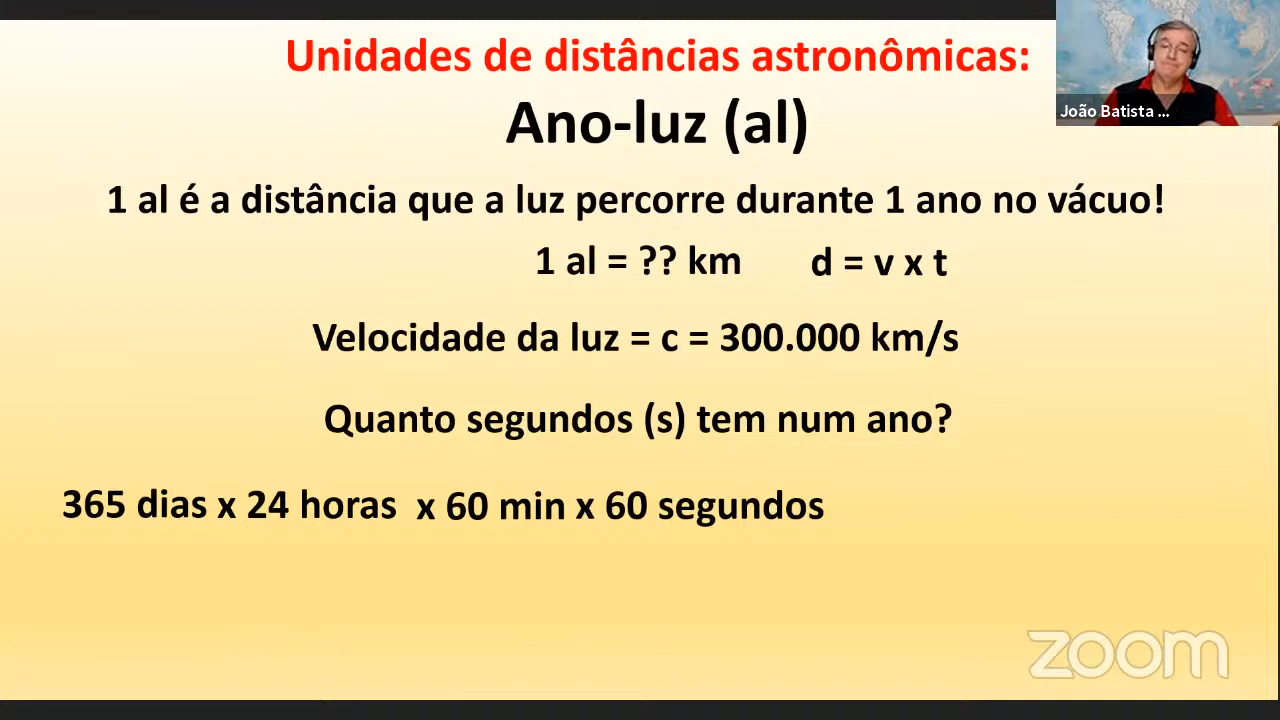 Unidades de distâncias astronômicas:
Ano-luz (al)
João Batista ...
1 al é a distância que a luz percorre durante 1 ano no vácuo!
1 al = ?? km d = v x t
Velocidade da luz = c = 300.000 km/s
Quanto segundos (s) tem num ano?
365 dias x 24 horas x 60 min x 60 segundos
zoom